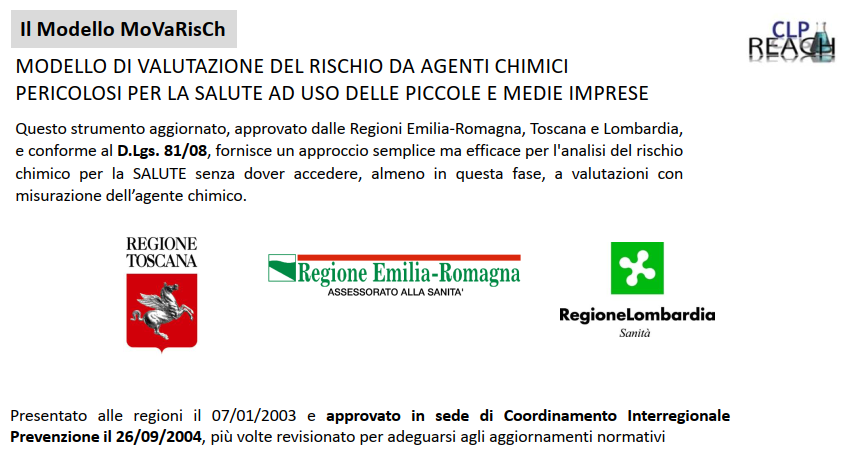 Il Modello MoVaRisCh
CLP
REACH
MODELLO DI VALUTAZIONE DEL RISCHIO DA AGENTI CHIMICI
PERICOLOSI PER LA SALUTE AD USO DELLE PICCOLE E MEDIE IMPRESE
Questo strumento aggiornato, approvato dalle Regioni Emilia-Romagna, Toscana e Lombardia,
e conforme al D.Lgs. 81/08, fornisce un approccio semplice ma efficace per l'analisi del rischio
chimico per la SALUTE senza dover accedere, almeno in questa fase, a valutazioni con
misurazione dell’agente chimico.
REGIONE
TOSCANA
Regione Emilia-Romagna
ASSESSORATO ALLA SANITA'
RegioneLombardia
Sanità
Presentato alle regioni il 07/01/2003 e approvato in sede di Coordinamento Interregionale
Prevenzione il 26/09/2004, più volte revisionato per adeguarsi agli aggiornamenti normativi